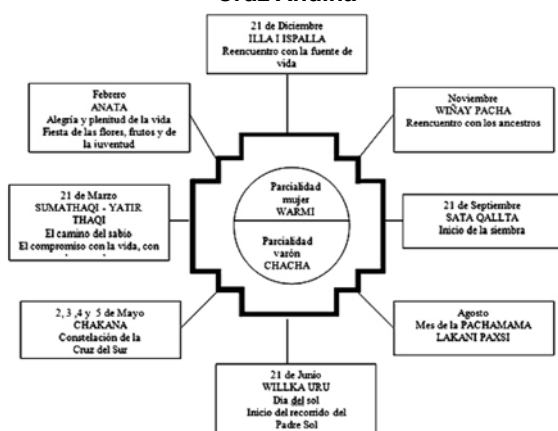 21 de Diciembre
ILLA I ISPALLA
Reencuentro con la fuente de
vida
Febrero
ANATA
Alegría y plenitud de la vida
Fiesta de las flores, frutos y de
la juventud
Noviembre
WIÑAY PACHA
Reencuentro con los ancestros
21 de Marzo
SUMATHAQI - YATIR
THAQI
El camino del sabio
El compromiso con la vida, con
Parcialidad
mujer
WARMI
Parcialidad
varón
CHACHA
21 de Septiembre
SATA QALLTA
Inicio de la siembra
2, 3 ,4 y 5 de Mayo
CHAKANA
Constelación de la
Cruz del Sur
Agosto
Mes de la PACHAMAMA
LAKANI PAXSI
21 de Junio
WILLKA URU
Dia del sol
Inicio del recorrido del
Padre Sol